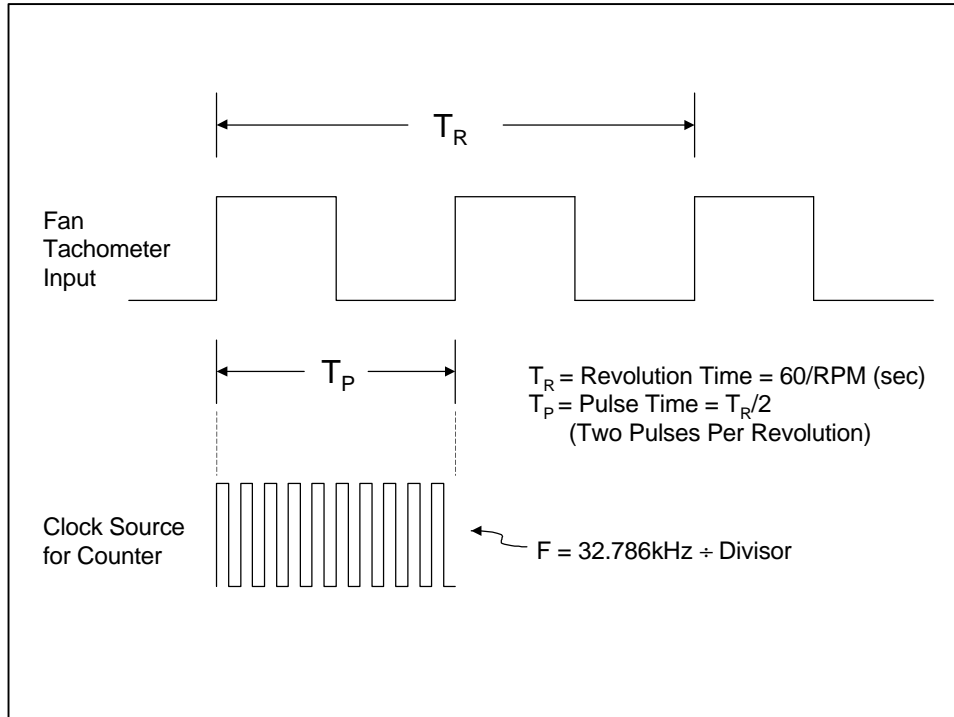 T_R
Fan
Tachometer
Input
T_P
T_R = Revolution Time = 60/RPM (sec)
T_P = Pulse Time = T_R/2
(Two Pulses Per Revolution)
Clock Source
for Counter
F = 32.786kHz ÷ Divisor